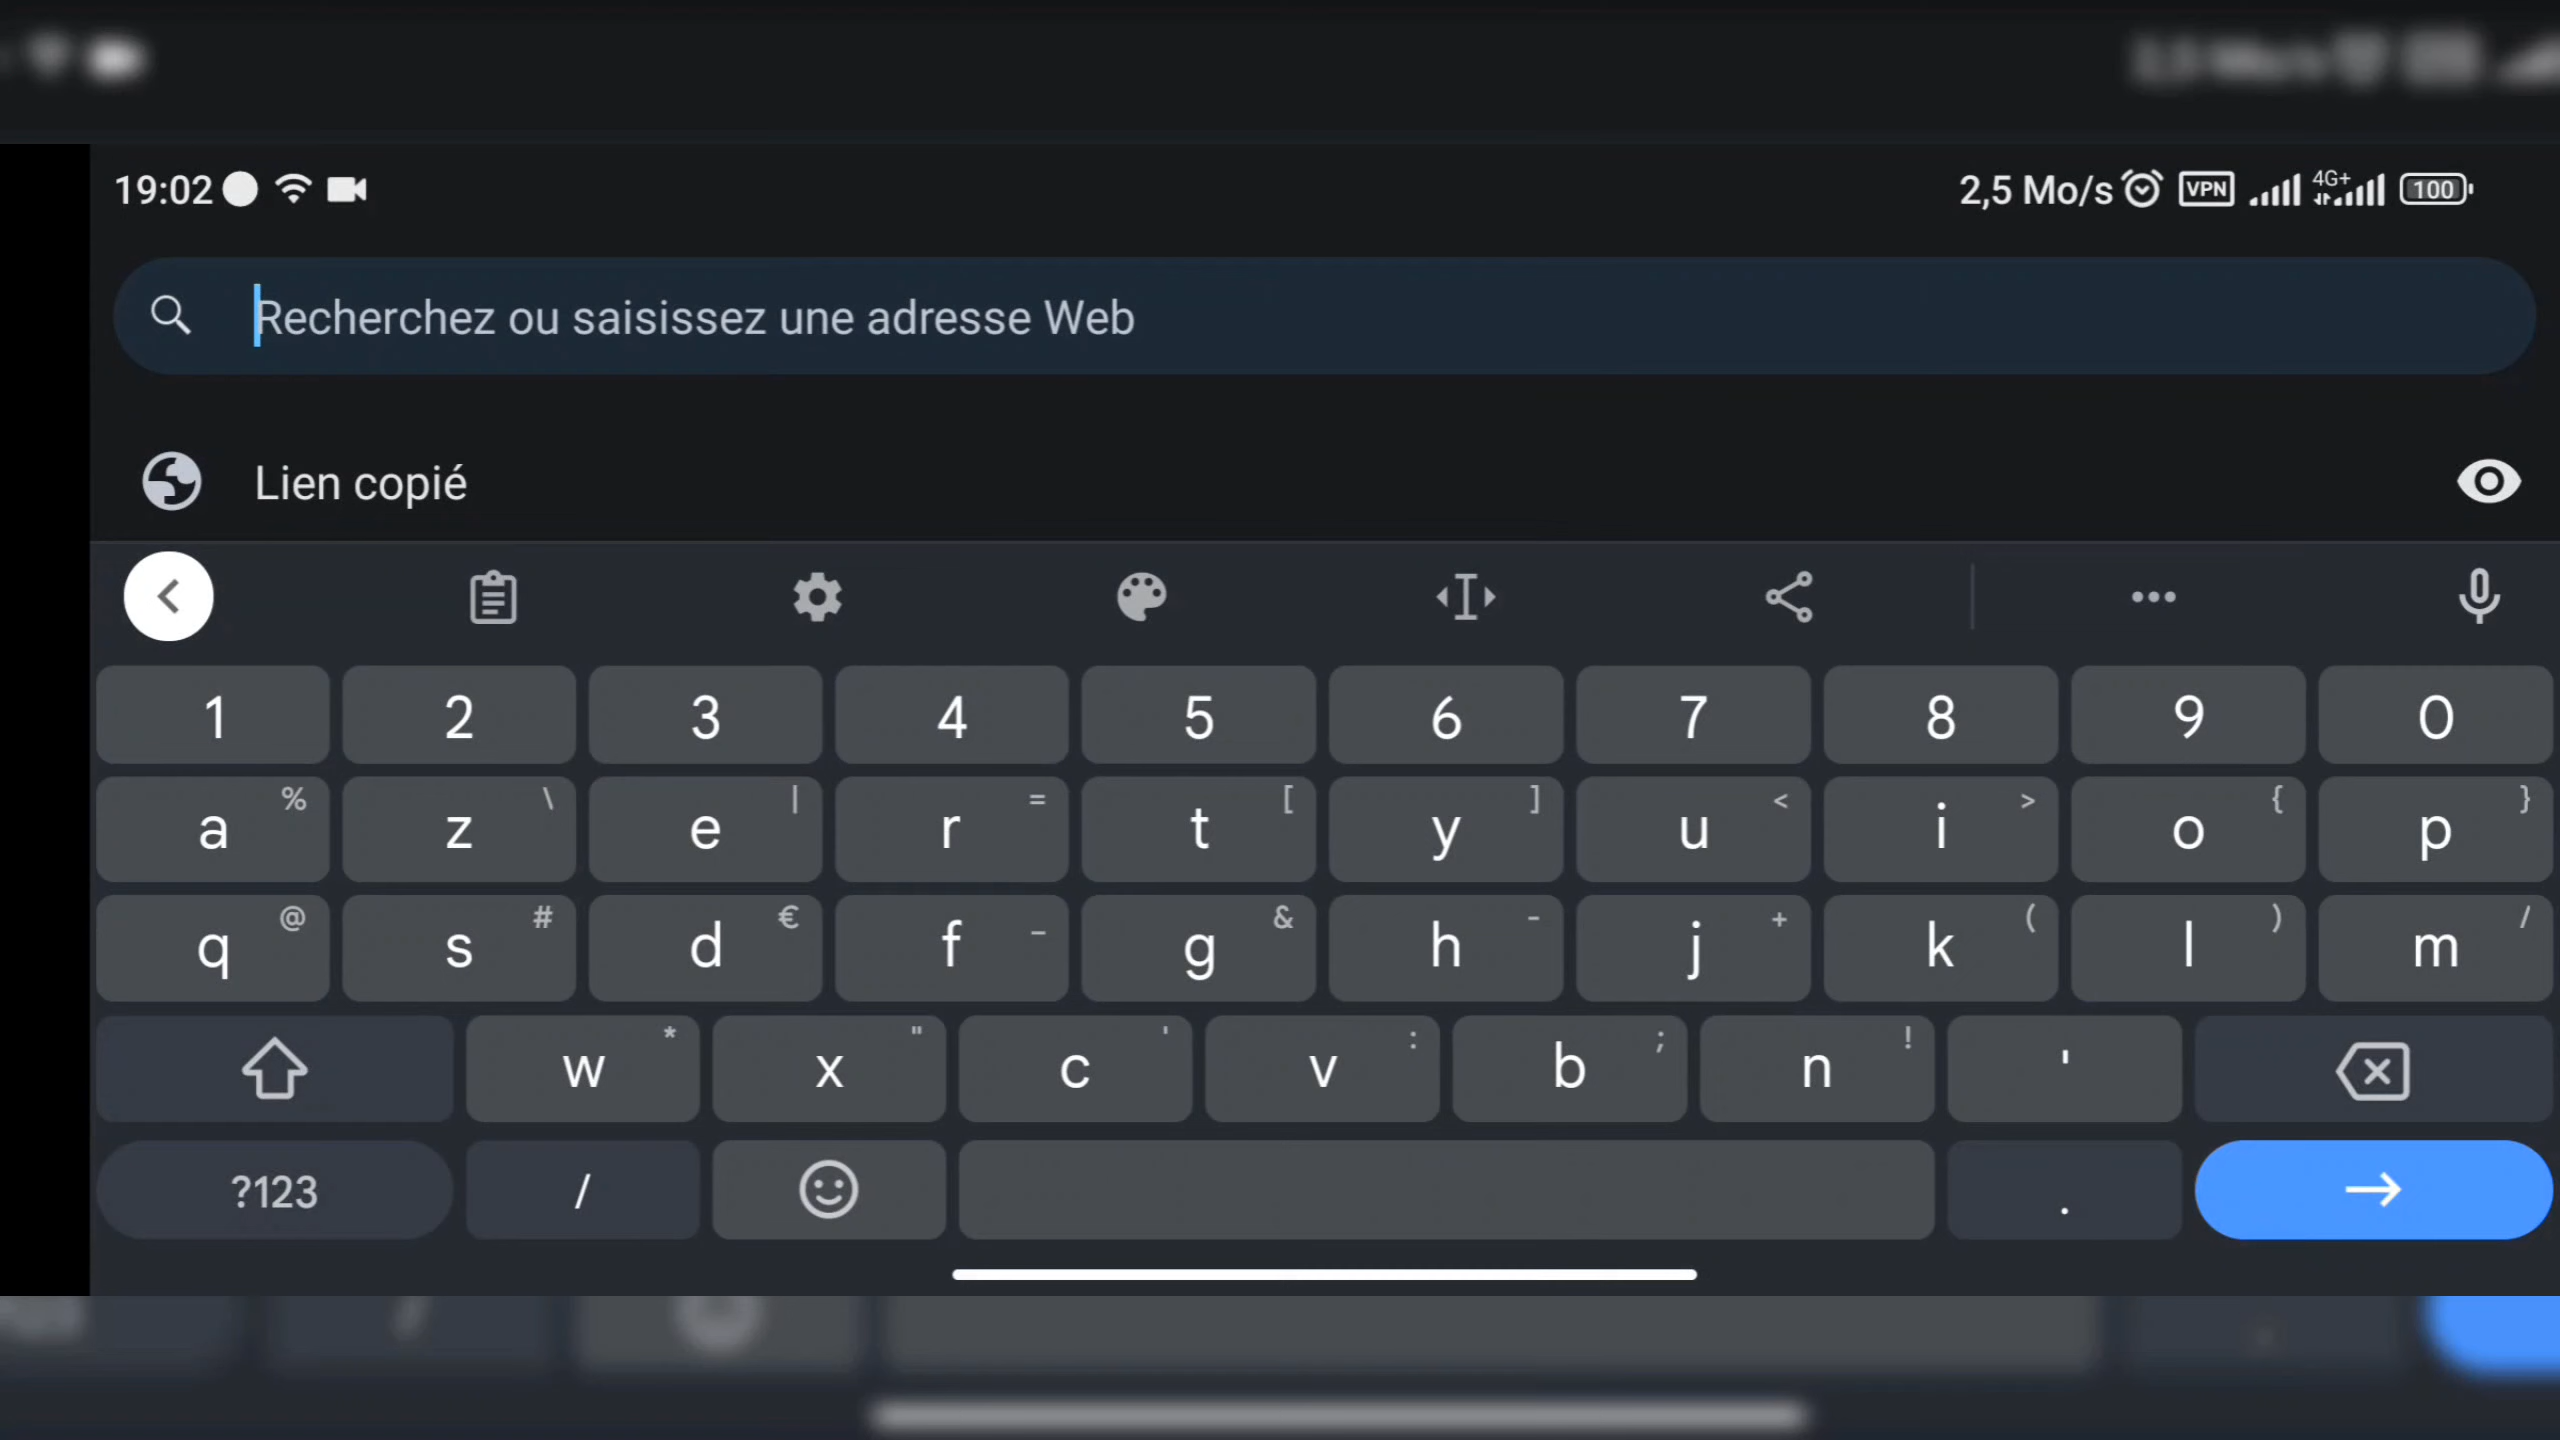 19:02 2,5 Mo/s VPN 4G+ 100
Recherchez ou saisissez une adresse Web
Lien copié
1 2 3 4 5 6 7 8 9 0
a % z \ e | r = t [ y ] u < i > o { p }
q @ s # d € f _ g & h - j + k ( l ) m /
w * x " c ' v : b ; n ! '
?123 / .